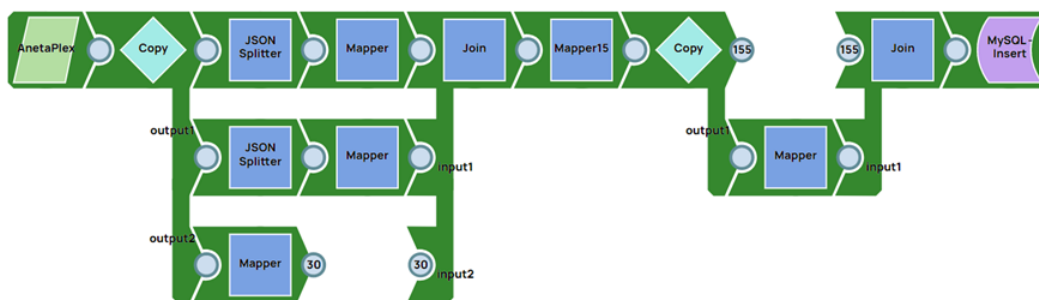 AnetaPlex
Copy
JSON
Splitter
Mapper
Join
Mapper15
Copy
155
155
Join
MySQL -
Insert
output1
JSON
Splitter
Mapper
input1
output1
Mapper
input1
output2
Mapper
30
30
input2